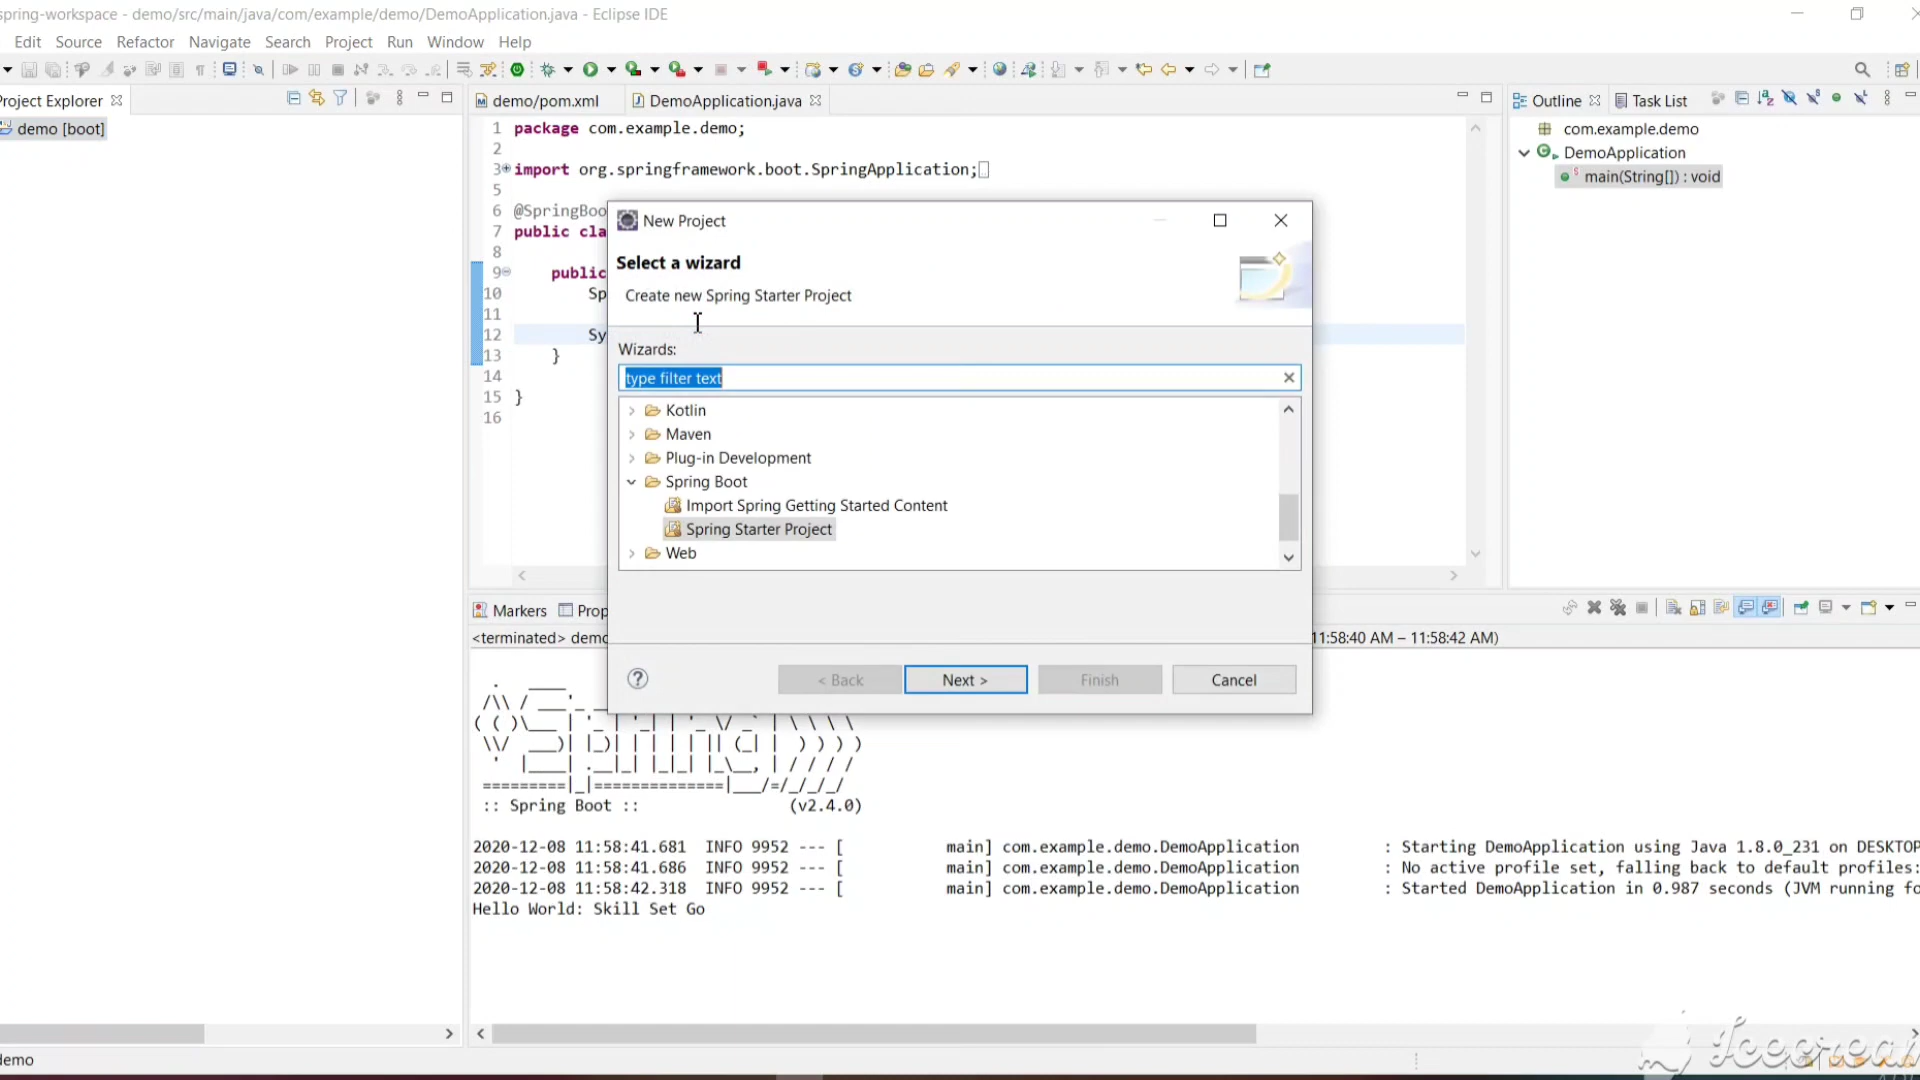 spring-workspace - demo/src/main/java/com/example/demo/DemoApplication.java - Eclipse IDE
Edit Source Refactor Navigate Search Project Run Window Help
Project Explorer
demo/pom.xml
DemoApplication.java
Outline
Task List
demo [boot]
1 package com.example.demo;
2
3 import org.springframework.boot.SpringApplication;
5
6 @SpringBoo
7 public cla
8
9 public
10 Sp
11
12 Sy
13 }
14
15 }
16
com.example.demo
DemoApplication
main(String[]) : void
New Project
Select a wizard
Create new Spring Starter Project
Wizards:
type filter text
Kotlin
Maven
Plug-in Development
Spring Boot
Import Spring Getting Started Content
Spring Starter Project
Web
< Back
Next >
Finish
Cancel
Markers
Prop
<terminated> demo
11:58:40 AM – 11:58:42 AM)
:: Spring Boot :: (v2.4.0)
2020-12-08 11:58:41.681 INFO 9952 --- [ main] com.example.demo.DemoApplication : Starting DemoApplication using Java 1.8.0_231 on DESKTOP
2020-12-08 11:58:41.686 INFO 9952 --- [ main] com.example.demo.DemoApplication : No active profile set, falling back to default profiles:
2020-12-08 11:58:42.318 INFO 9952 --- [ main] com.example.demo.DemoApplication : Started DemoApplication in 0.987 seconds (JVM running fo
Hello World: Skill Set Go
demo
Icecrea